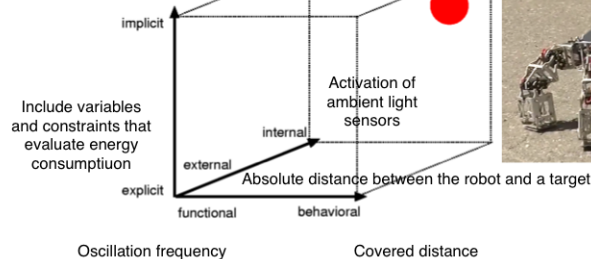 implicit
Activation of
ambient light
sensors
Include variables
and constraints that
evaluate energy
consumptiuon
internal
external
Absolute distance between the robot and a target
explicit
functional
behavioral
Oscillation frequency
Covered distance